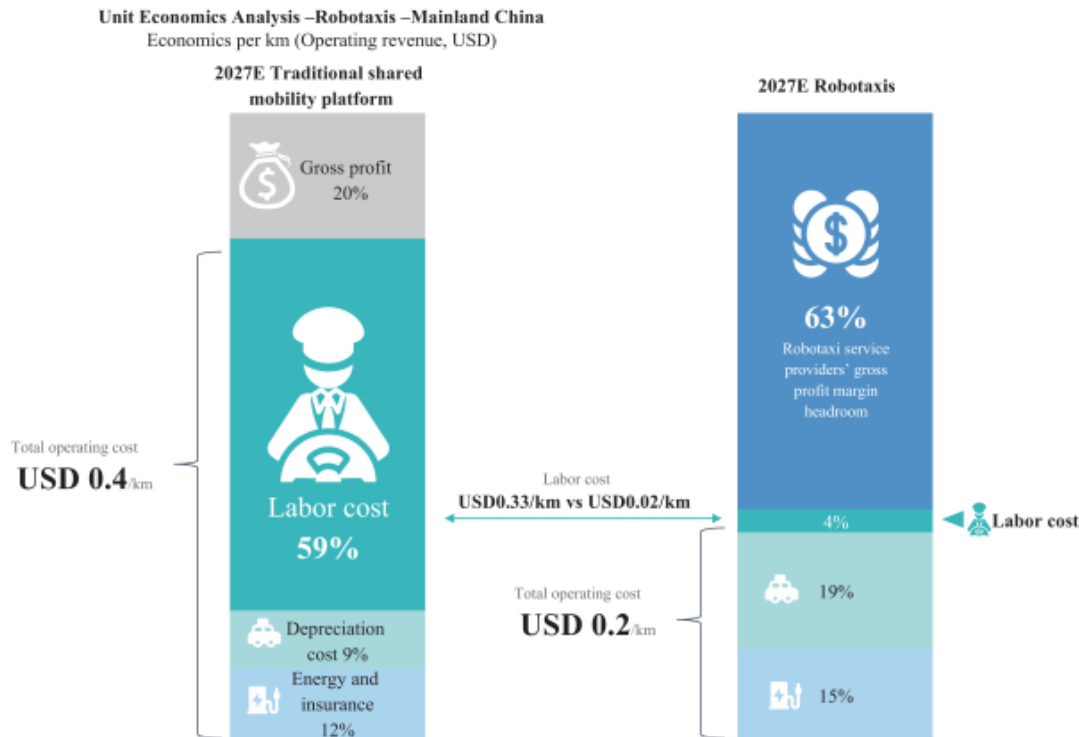 Unit Economics Analysis –Robotaxis –Mainland China
Economics per km (Operating revenue, USD)
2027E Traditional shared
mobility platform
Gross profit
20%
Total operating cost
USD 0.4/km
Labor cost
59%
Depreciation
cost 9%
Energy and
insurance
12%
Labor cost
USD0.33/km vs USD0.02/km
2027E Robotaxis
63%
Robotaxi service
providers' gross
profit margin
headroom
4%
Labor cost
Total operating cost
USD 0.2/km
19%
15%